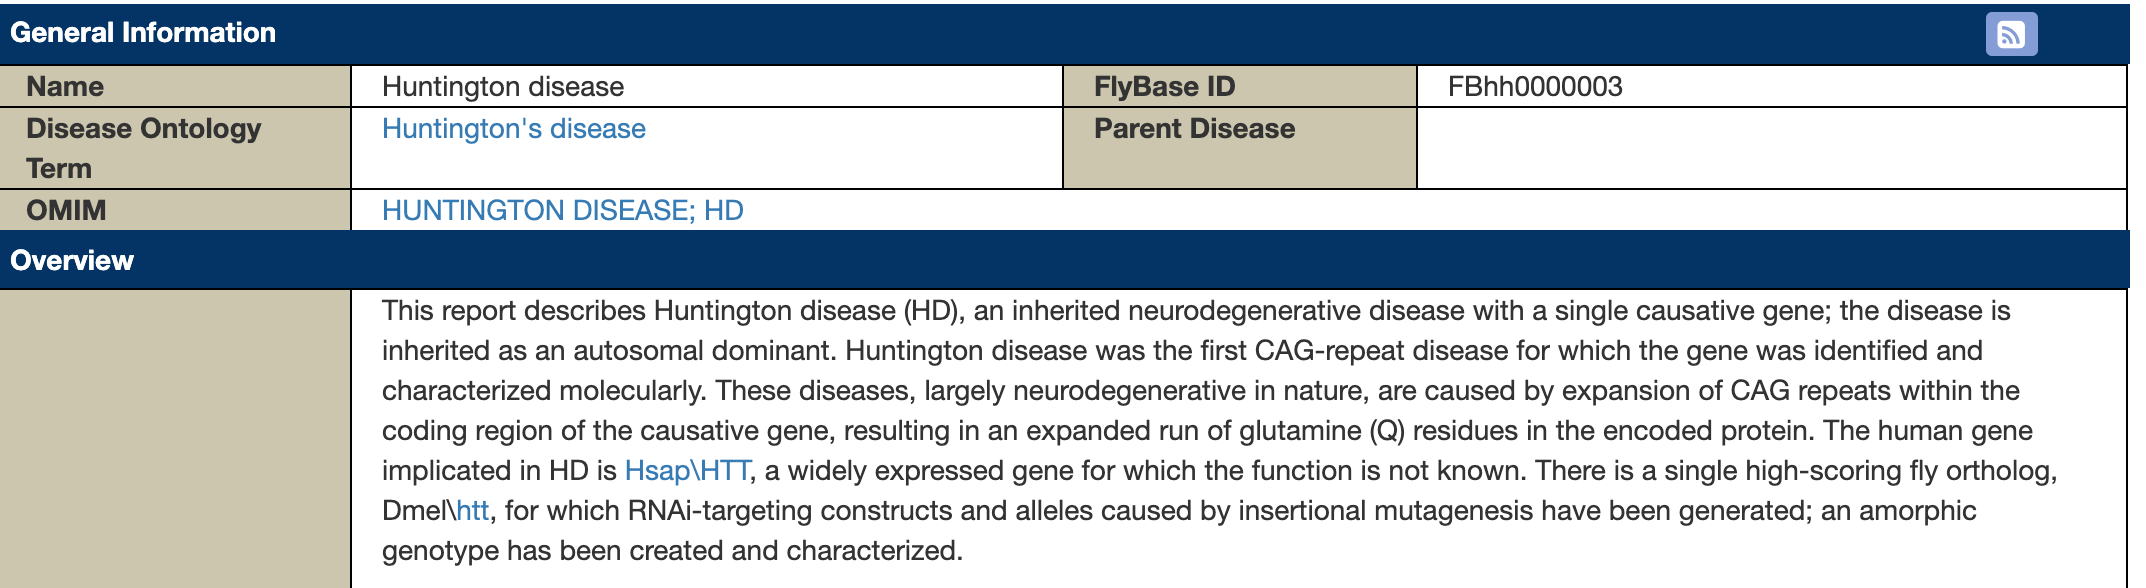 General Information
Name Huntington disease FlyBase ID FBhh0000003
Disease Ontology Term Huntington's disease Parent Disease
OMIM HUNTINGTON DISEASE; HD
Overview
This report describes Huntington disease (HD), an inherited neurodegenerative disease with a single causative gene; the disease is
inherited as an autosomal dominant. Huntington disease was the first CAG-repeat disease for which the gene was identified and
characterized molecularly. These diseases, largely neurodegenerative in nature, are caused by expansion of CAG repeats within the
coding region of the causative gene, resulting in an expanded run of glutamine (Q) residues in the encoded protein. The human gene
implicated in HD is Hsap\HTT, a widely expressed gene for which the function is not known. There is a single high-scoring fly ortholog,
Dmel\htt, for which RNAi-targeting constructs and alleles caused by insertional mutagenesis have been generated; an amorphic
genotype has been created and characterized.